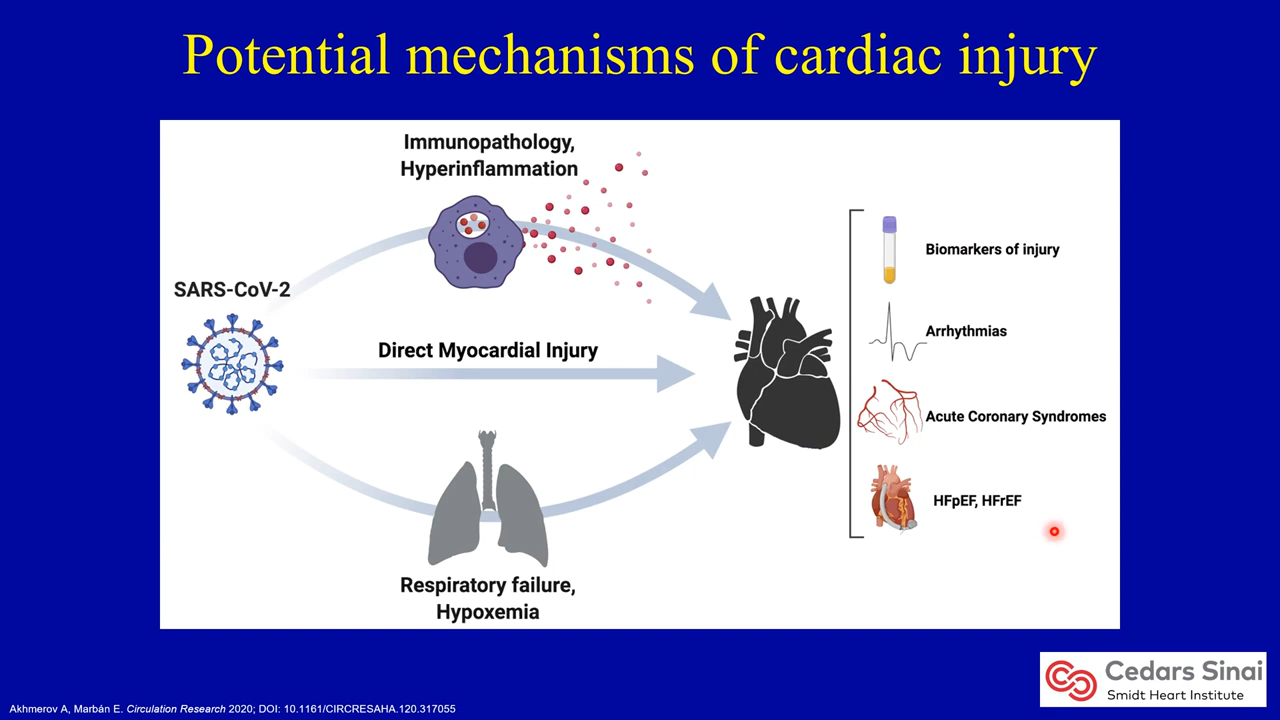 Potential mechanisms of cardiac injury
Immunopathology,
Hyperinflammation
SARS-CoV-2
Direct Myocardial Injury
Respiratory failure,
Hypoxemia
Biomarkers of injury
Arrhythmias
Acute Coronary Syndromes
HFpEF, HFrEF
Cedars Sinai
Smidt Heart Institute
Akhmerov A, Marbán E. Circulation Research 2020; DOI: 10.1161/CIRCRESAHA.120.317055